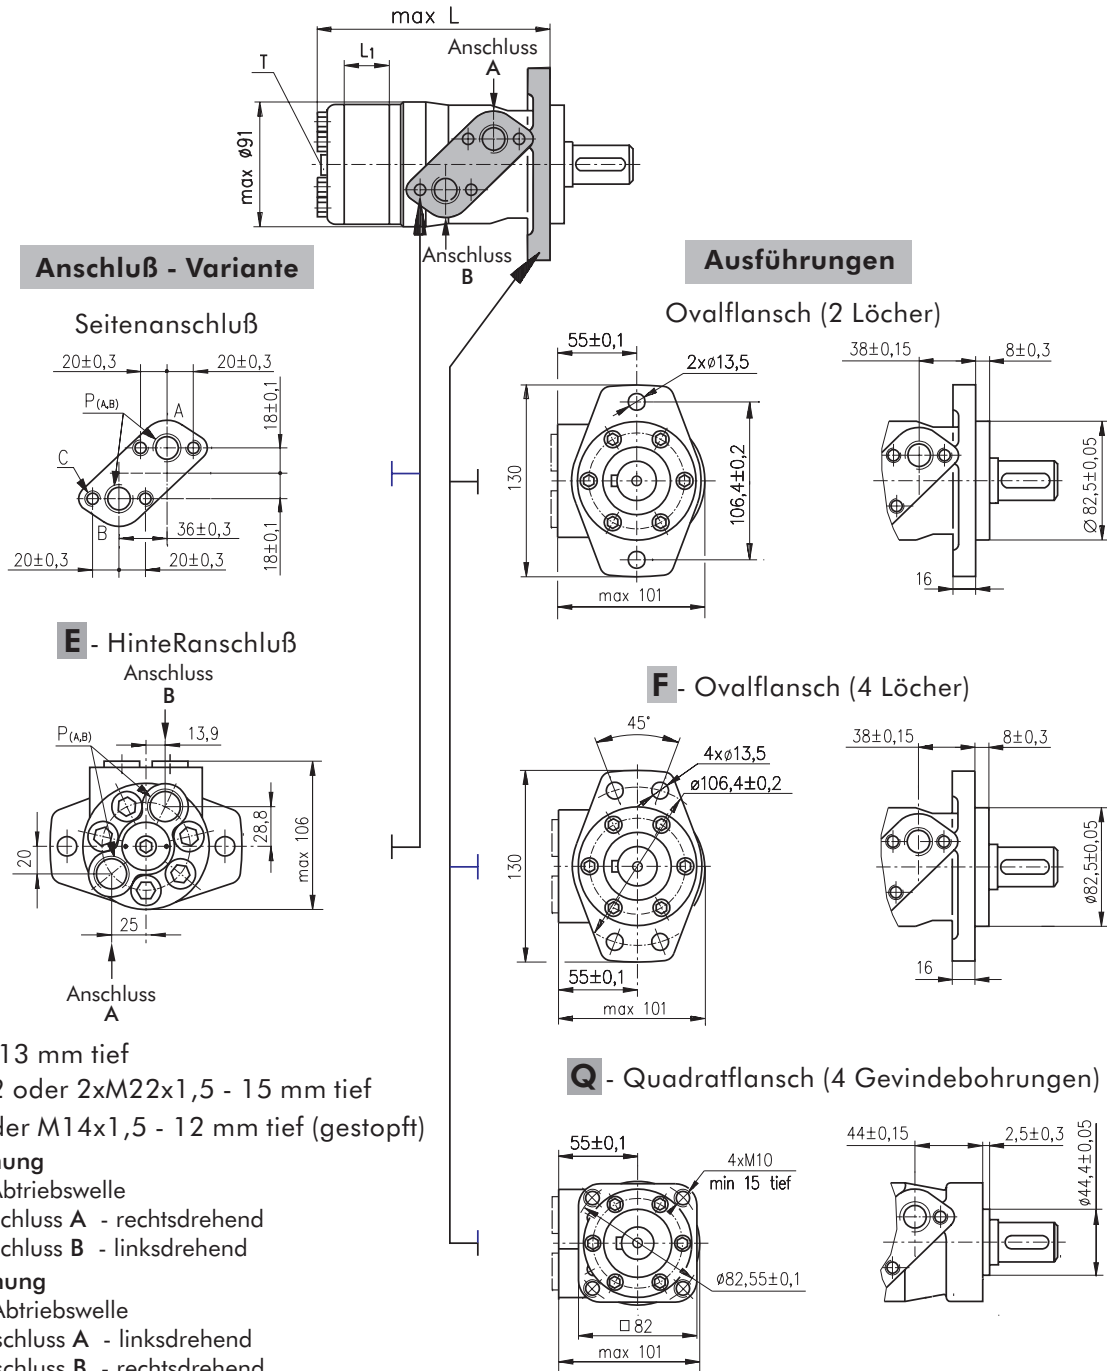 max L
L1
Anschluss
A
T
max ø91
Anschluss
B
Anschluß - Variante
Ausführungen
Seitenanschluß
20±0,3
20±0,3
P(A,B)
A
18±0,1
C
B
36±0,3
18±0,1
20±0,3
20±0,3
Ovalflansch (2 Löcher)
55±0,1
2xø13,5
130
106,4±0,2
max 101
38±0,15
8±0,3
Ø82,5±0,05
16
E - HinteRanschluß
Anschluss
B
P(A,B)
13,9
28,8
max 106
20
25
Anschluss
A
F - Ovalflansch (4 Löcher)
45°
4xø13,5
ø106,4±0,2
130
55±0,1
max 101
38±0,15
8±0,3
ø82,5±0,05
16
13 mm tief
2 oder 2xM22x1,5 - 15 mm tief
der M14x1,5 - 12 mm tief (gestopft)
nung
Abtriebswelle
schluss A - rechtsdrehend
schluss B - linksdrehend
nung
Abtriebswelle
schluss A - linksdrehend
schluss B - rechtsdrehend
Q - Quadratflansch (4 Gevindebohrungen)
55±0,1
4xM10
min 15 tief
ø82,55±0,1
□82
max 101
44±0,15
2,5±0,3
ø44,4±0,05